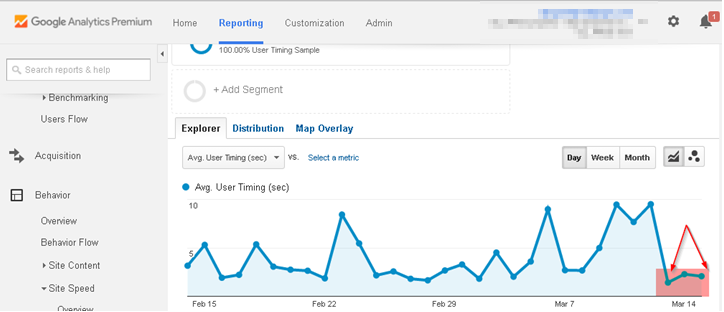 Google Analytics Premium
Home Reporting Customization Admin
1
Search reports & help
Benchmarking
Users Flow
Acquisition
Behavior
Overview
Behavior Flow
Site Content
Site Speed
Overview
100.00% User Timing Sample
+ Add Segment
Explorer Distribution Map Overlay
Avg. User Timing (sec) vs. Select a metric
Day Week Month
Avg. User Timing (sec)
10
5
Feb 15 Feb 22 Feb 29 Mar 7 Mar 14